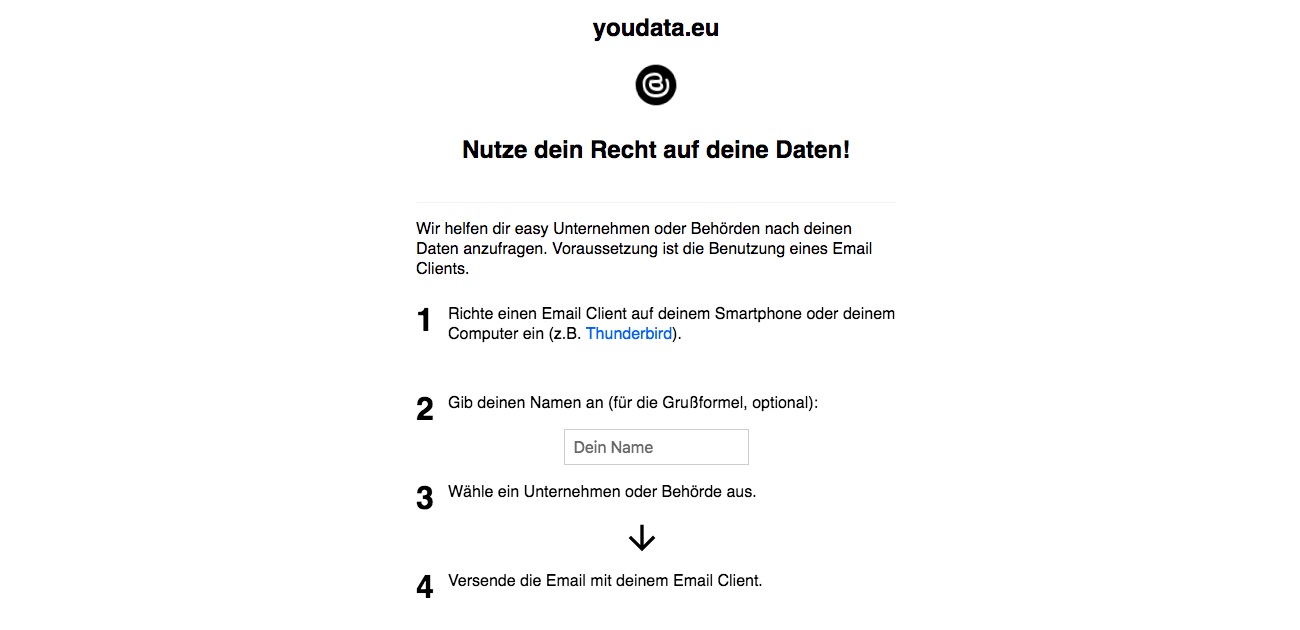 youdata.eu
Nutze dein Recht auf deine Daten!
Wir helfen dir easy Unternehmen oder Behörden nach deinen
Daten anzufragen. Voraussetzung ist die Benutzung eines Email
Clients.
1 Richte einen Email Client auf deinem Smartphone oder deinem
Computer ein (z.B. Thunderbird).
2 Gib deinen Namen an (für die Grußformel, optional):
Dein Name
3 Wähle ein Unternehmen oder Behörde aus.
4 Versende die Email mit deinem Email Client.